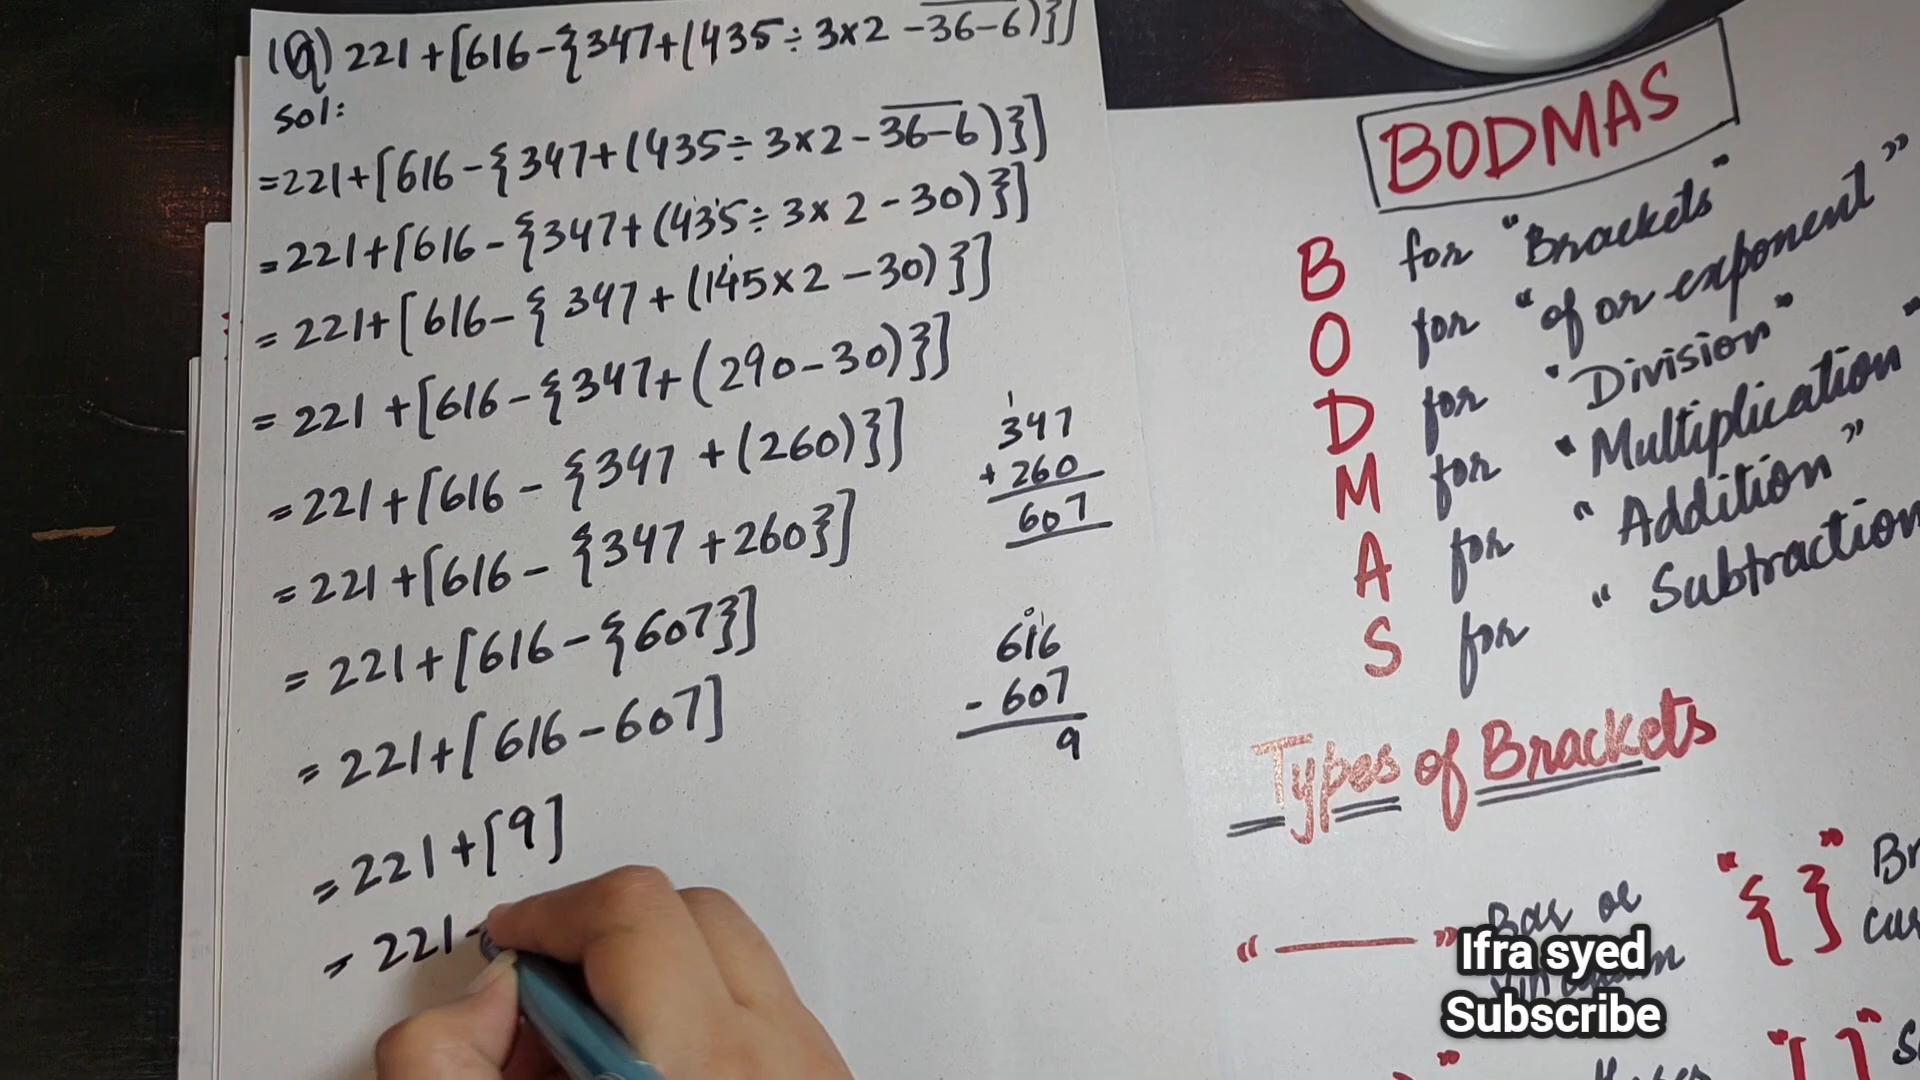 (Q) 221+[616-{347+(435÷3×2-36-6)}]
Sol:
=221+[616-{347+(435÷3×2-36-6)}]
=221+[616-{347+(435÷3×2-30)}]
=221+[616-{347+(145×2-30)}]
=221+[616-{347+(290-30)}]
=221+[616-{347+(260)}]
=221+[616-{347+260}]
=221+[616-{607}]
=221+[616-607]
=221+[9]
=221
1
347
+260
607
616
-607
9
BODMAS
B for "Brackets"
O for "of or exponent"
D for "Division"
M for "Multiplication"
A for "Addition"
S for "Subtraction
Types of Brackets
"—" Bar or
"{ }"
Ifra syed
Subscribe